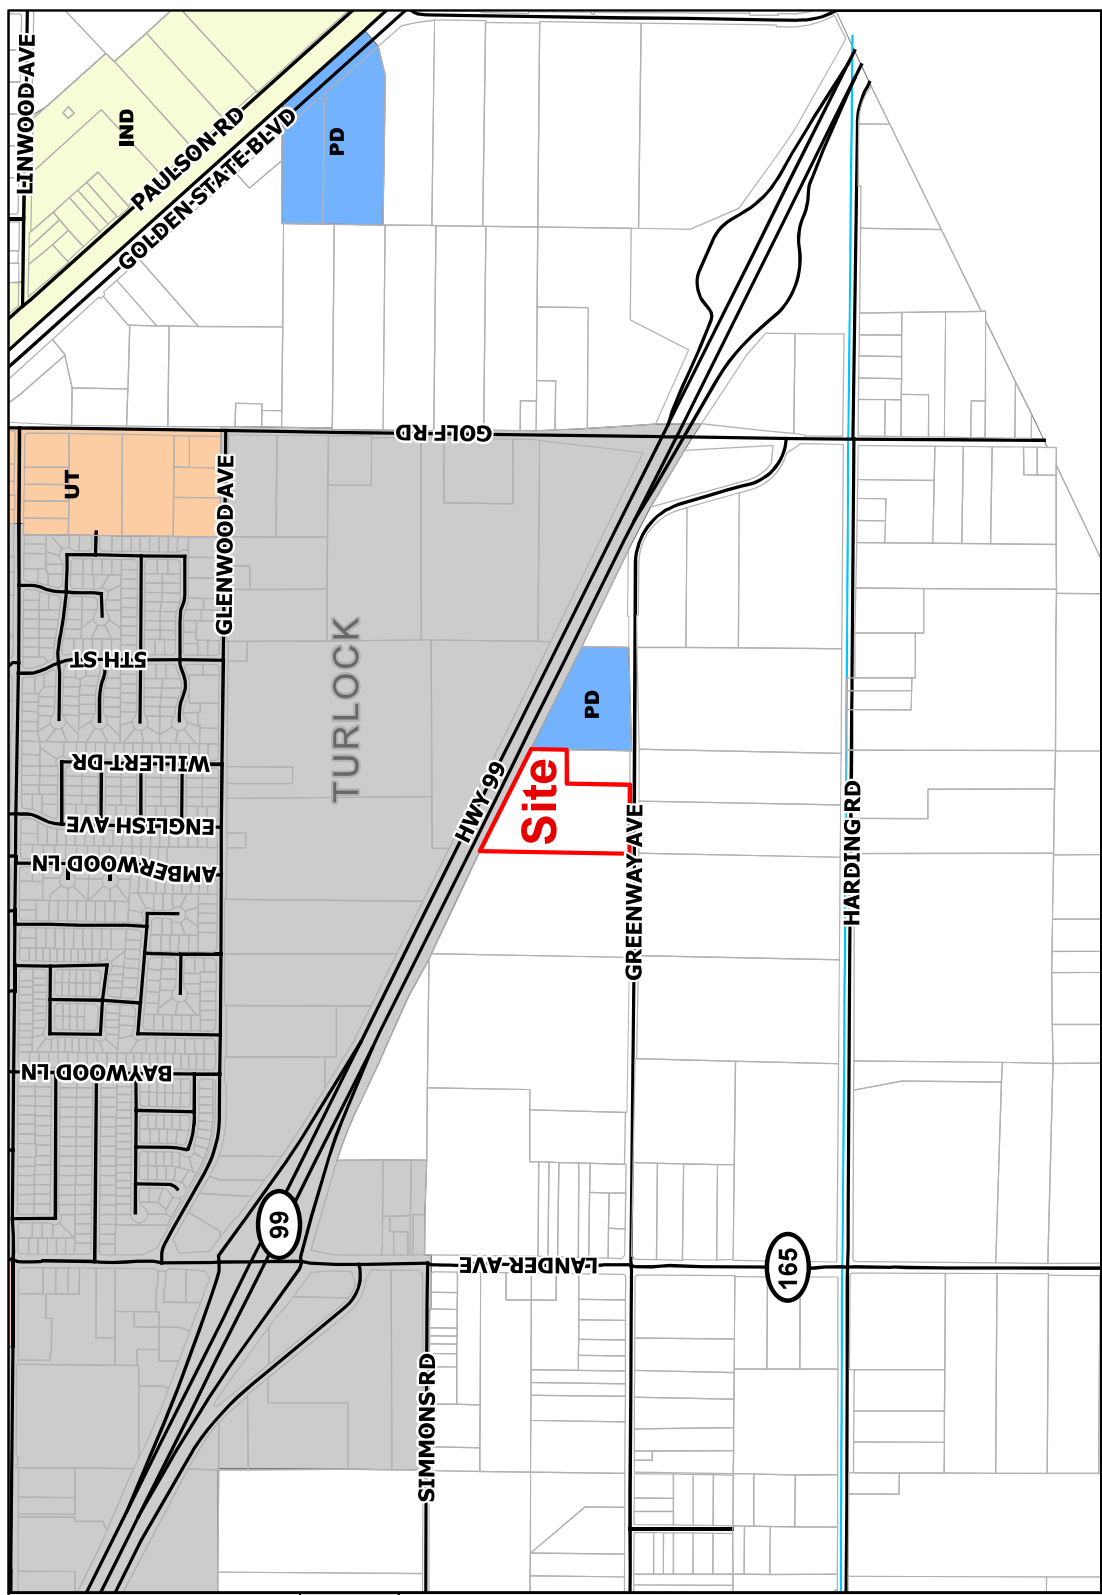 LINWOOD AVE
IND
PAULSON RD
GOLDEN STATE BLVD
PD
GOLF RD
UT
GLENWOOD AVE
5TH ST
TURLOCK
WILLERT DR
ENGLISH AVE
AMBERWOOD LN
HWY 99
PD
Site
GREENWAY AVE
HARDING RD
BAYWOOD LN
99
LANDER AVE
165
SIMMONS RD